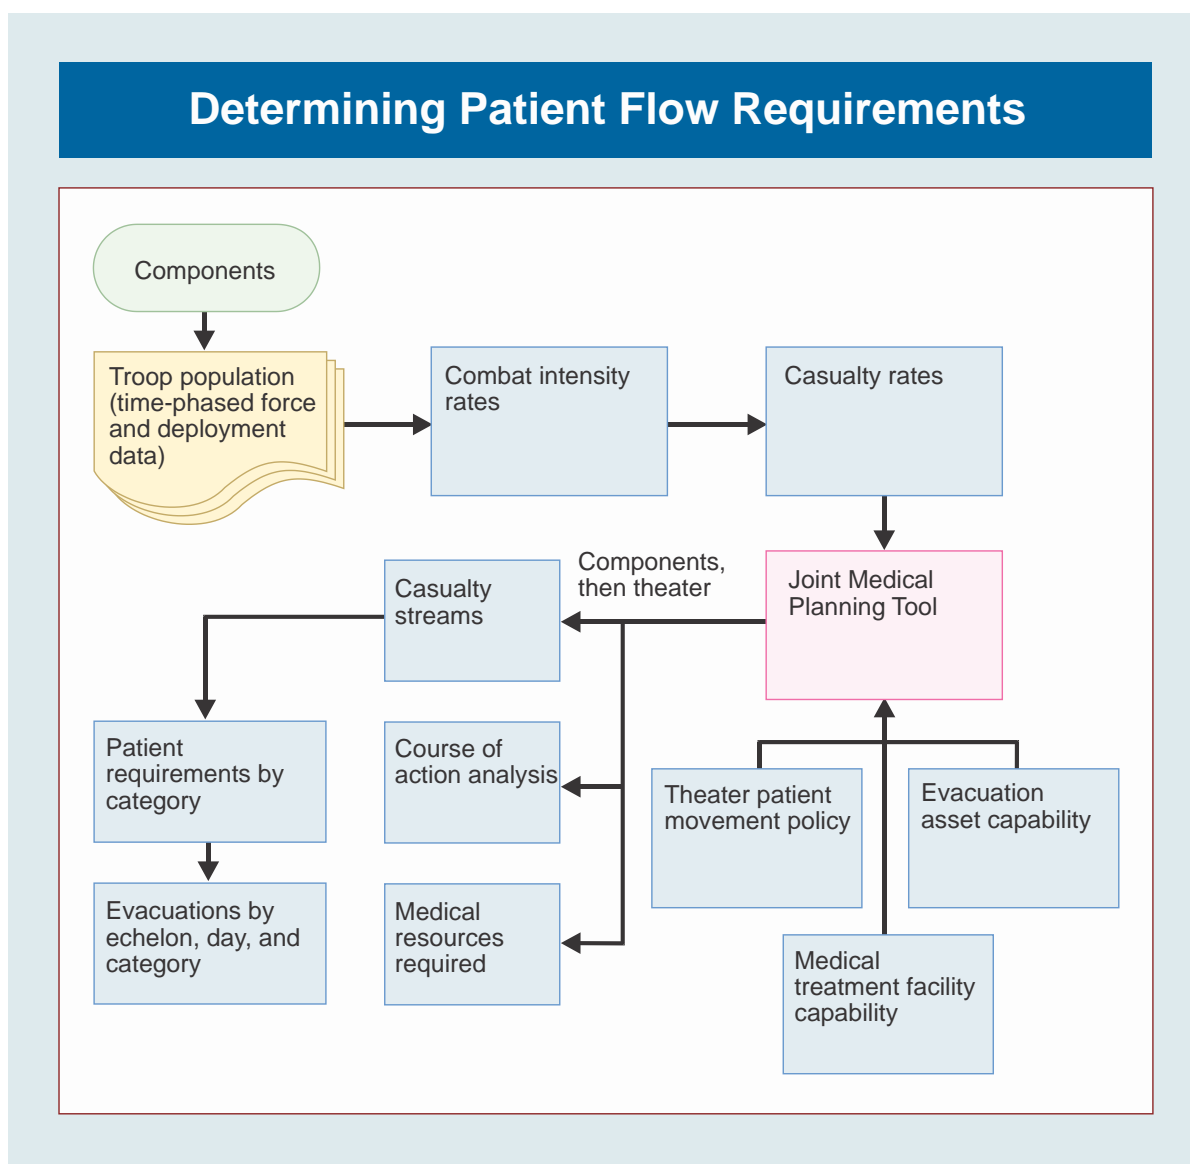 Determining Patient Flow Requirements
Components
Troop population
(time-phased force
and deployment
data)
Combat intensity
rates
Casualty rates
Joint Medical
Planning Tool
Components,
then theater
Casualty
streams
Course of
action analysis
Medical
resources
required
Patient
requirements by
category
Evacuations by
echelon, day, and
category
Theater patient
movement policy
Evacuation
asset capability
Medical
treatment facility
capability